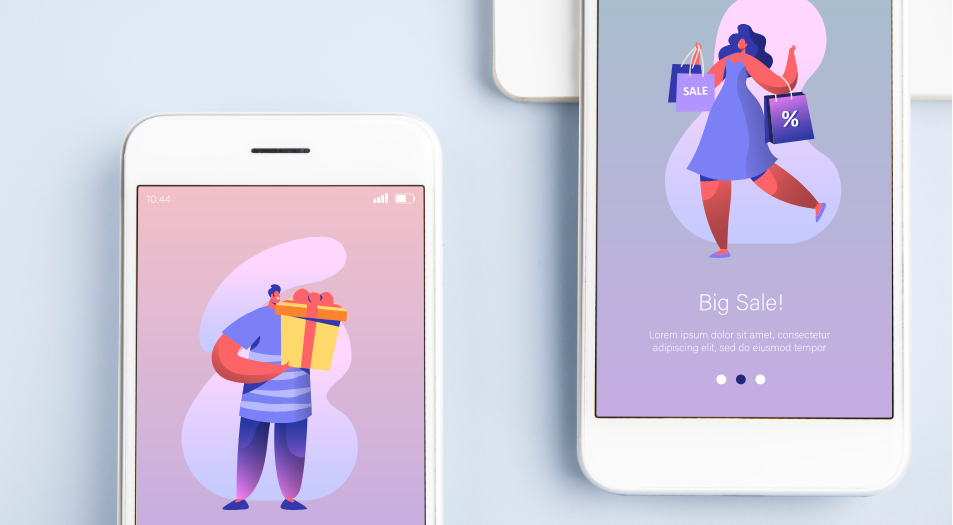 10:44
SALE
%
Big Sale!
Lorem ipsum dolor sit amet, consectetur
adipiscing elit, sed do eiusmod tempor